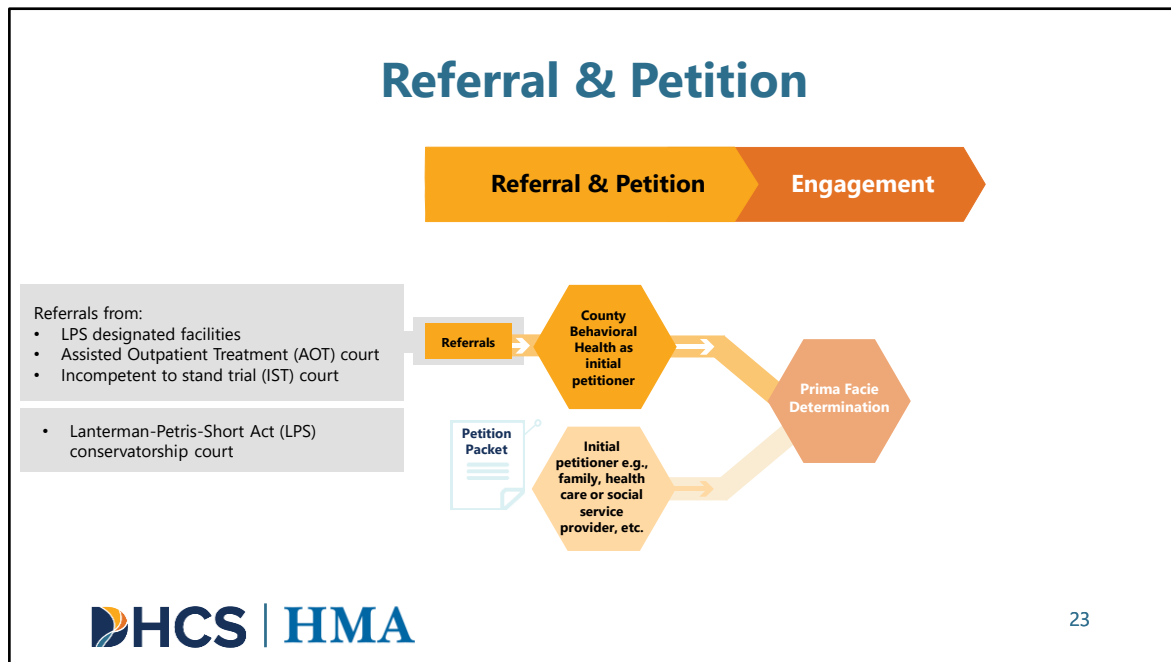 Referral & Petition
Referral & Petition
Engagement
Referrals from:
• LPS designated facilities
• Assisted Outpatient Treatment (AOT) court
• Incompetent to stand trial (IST) court
• Lanterman-Petris-Short Act (LPS)
conservatorship court
Referrals
County
Behavioral
Health as
initial
petitioner
Petition
Packet
Initial
petitioner e.g.,
family, health
care or social
service
provider, etc.
Prima Facie
Determination
DHCS | HMA
23